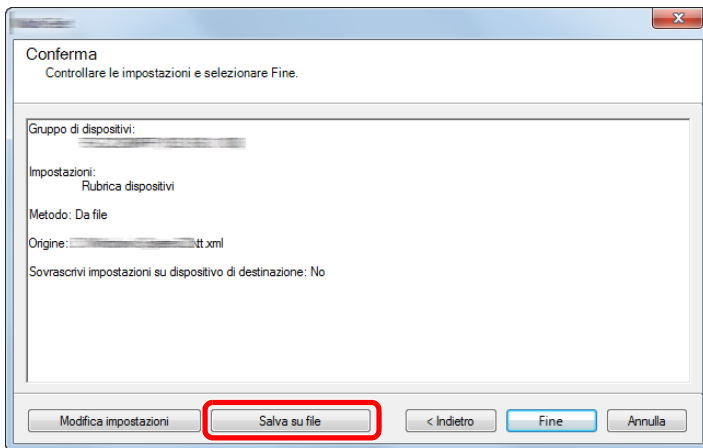 Conferma
Controllare le impostazioni e selezionare Fine.
Gruppo di dispositivi:
Impostazioni:
Rubrica dispositivi
Metodo: Da file
Origine: \tt.xml
Sovrascrivi impostazioni su dispositivo di destinazione: No
Modifica impostazioni Salva su file < Indietro Fine Annulla